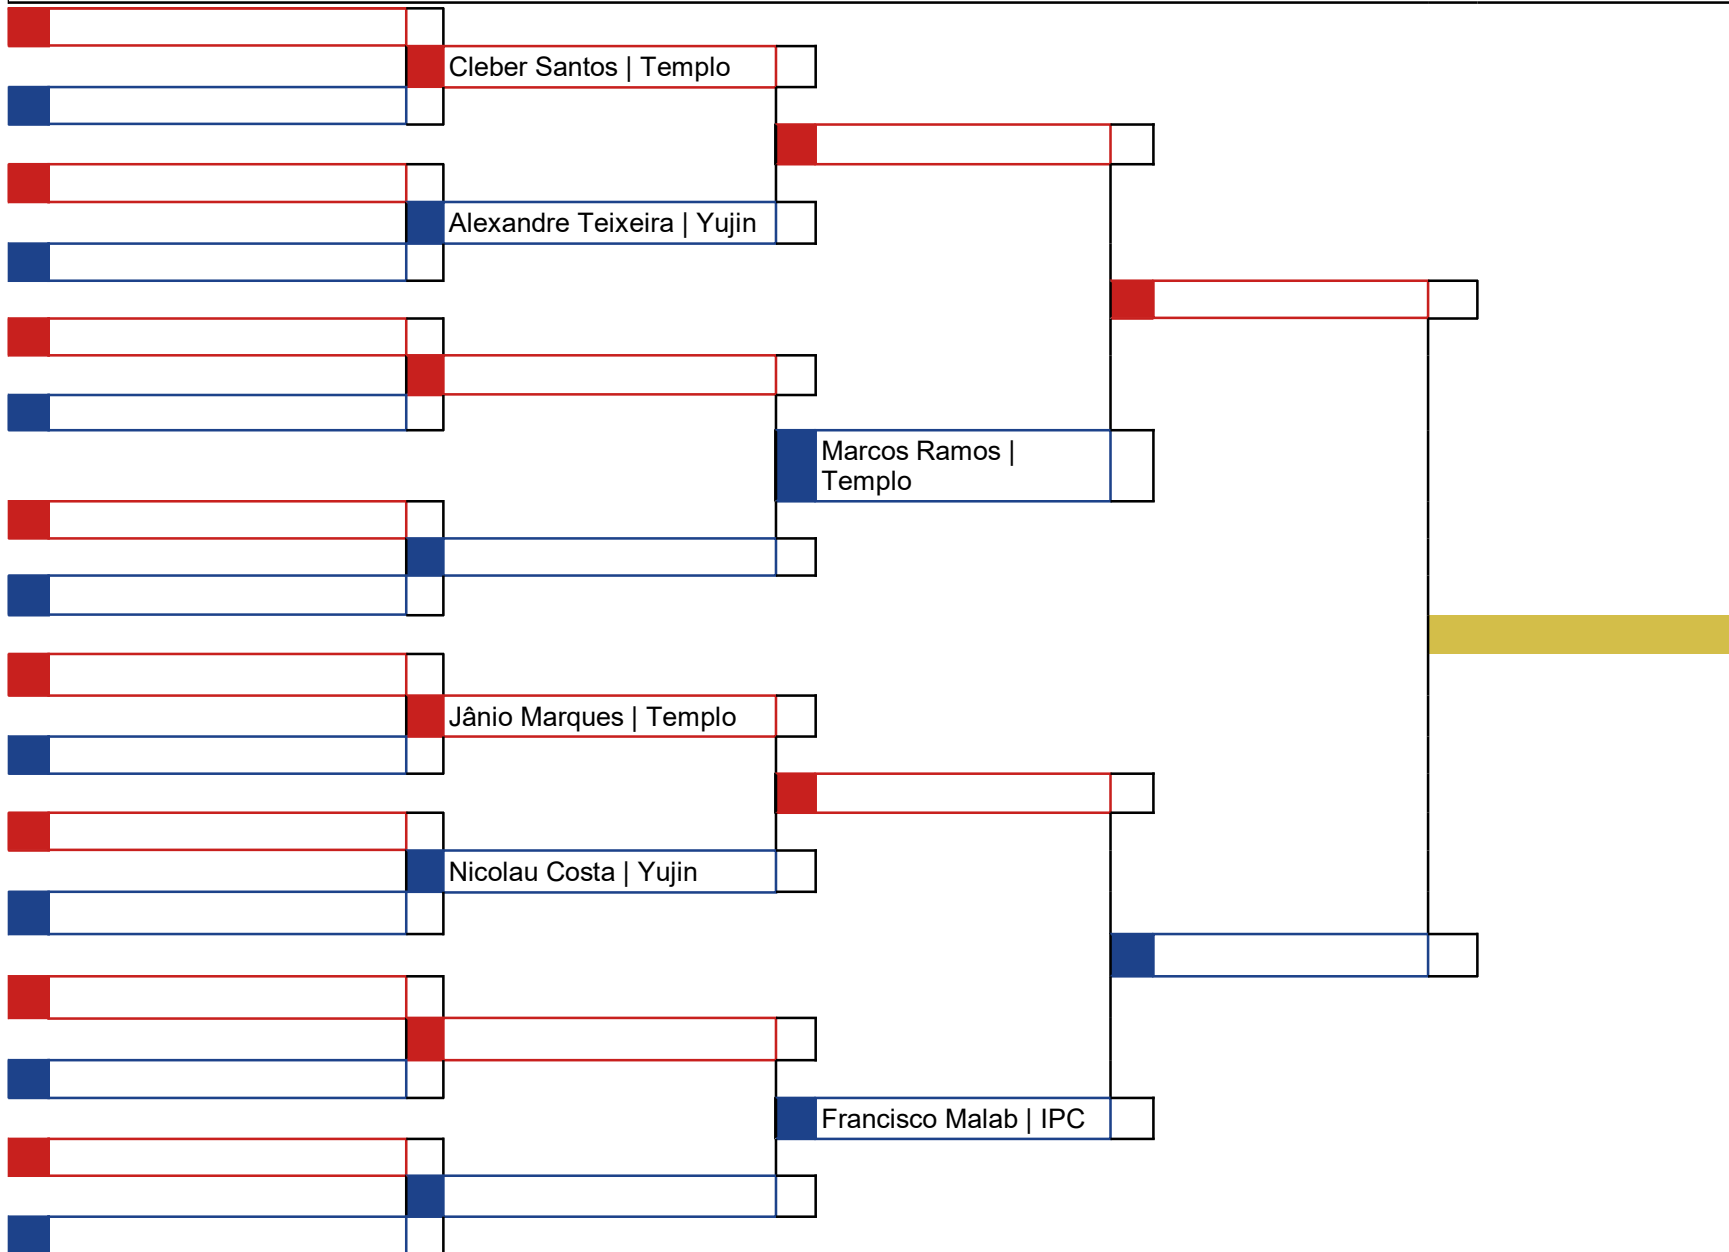 Cleber Santos | Templo
Alexandre Teixeira | Yujin
Marcos Ramos |
Templo
Jânio Marques | Templo
Nicolau Costa | Yujin
Francisco Malab | IPC